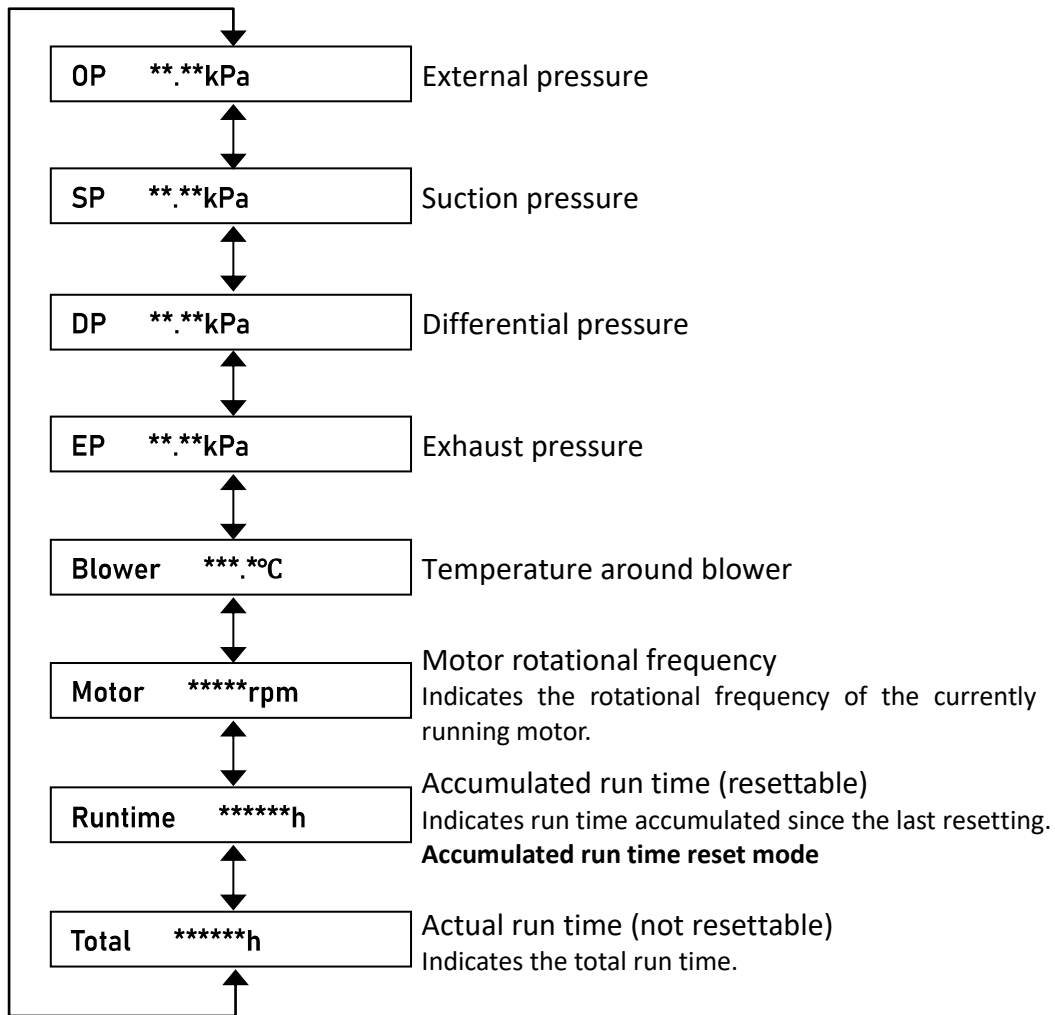 OP **.**kPa External pressure
SP **.**kPa Suction pressure
DP **.**kPa Differential pressure
EP **.**kPa Exhaust pressure
Blower ***.*℃ Temperature around blower
Motor rotational frequency
Motor *****rpm Indicates the rotational frequency of the currently
running motor.
Accumulated run time (resettable)
Runtime ******h Indicates run time accumulated since the last resetting.
Accumulated run time reset mode
Actual run time (not resettable)
Total ******h Indicates the total run time.